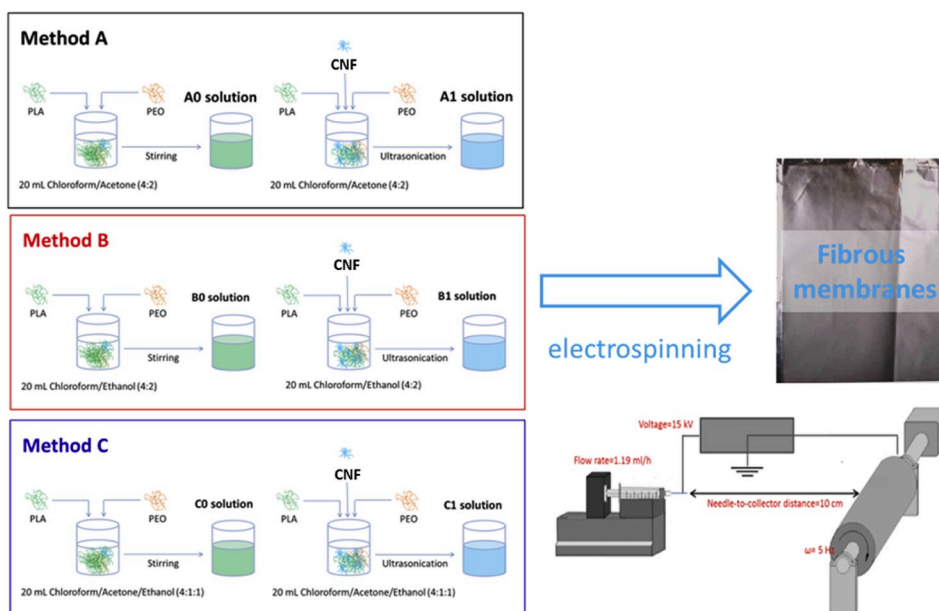 Method A
CNF
A0 solution
A1 solution
PLA
PEO
PLA
PEO
Stirring
Ultrasonication
20 mL Chloroform/Acetone (4:2)
20 mL Chloroform/Acetone (4:2)
Method B
CNF
B0 solution
B1 solution
PLA
PEO
PLA
PEO
Stirring
Ultrasonication
20 mL Chloroform/Ethanol (4:2)
20 mL Chloroform/Ethanol (4:2)
Method C
CNF
C0 solution
C1 solution
PLA
PEO
PLA
PEO
Stirring
Ultrasonication
20 mL Chloroform/Acetone/Ethanol (4:1:1)
20 mL Chloroform/Acetone/Ethanol (4:1:1)
electrospinning
Fibrous
membranes
Voltage=15 kV
Flow rate=1.19 ml/h
Needle-to-collector distance=10 cm
ω= 5 Hz